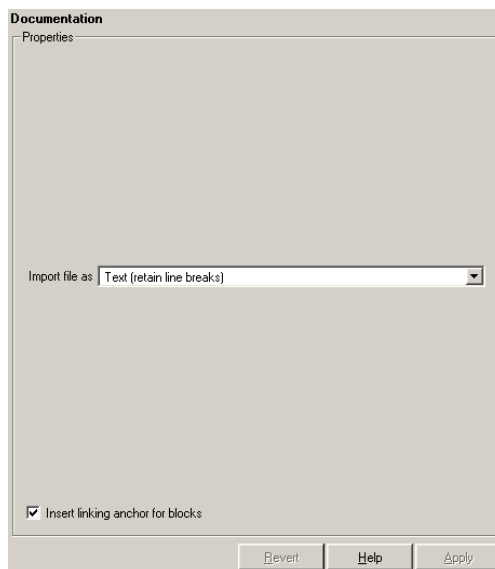 Documentation
Properties
Import file as Text (retain line breaks)
Insert linking anchor for blocks
Revert Help Apply